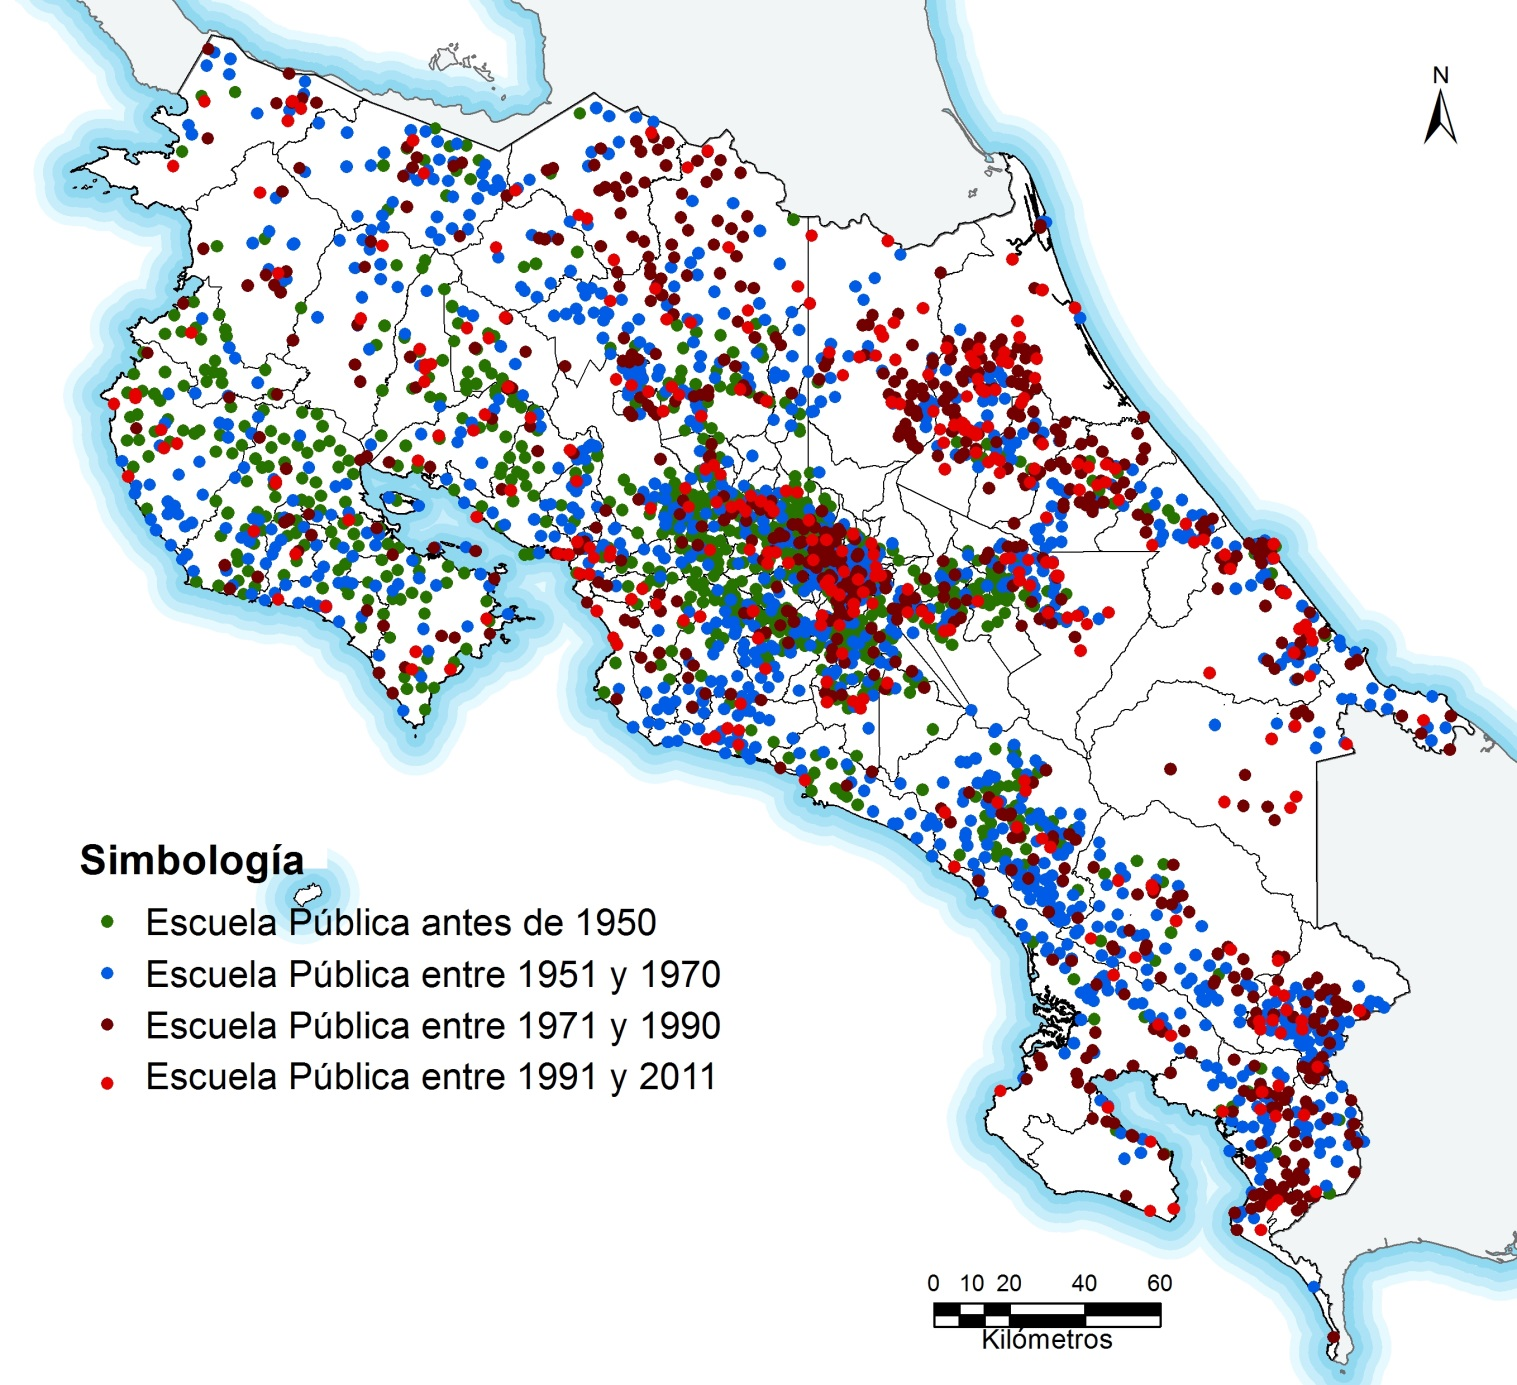 N
Simbología
Escuela Pública antes de 1950
Escuela Pública entre 1951 y 1970
Escuela Pública entre 1971 y 1990
Escuela Pública entre 1991 y 2011
0 10 20 40 60
Kilómetros